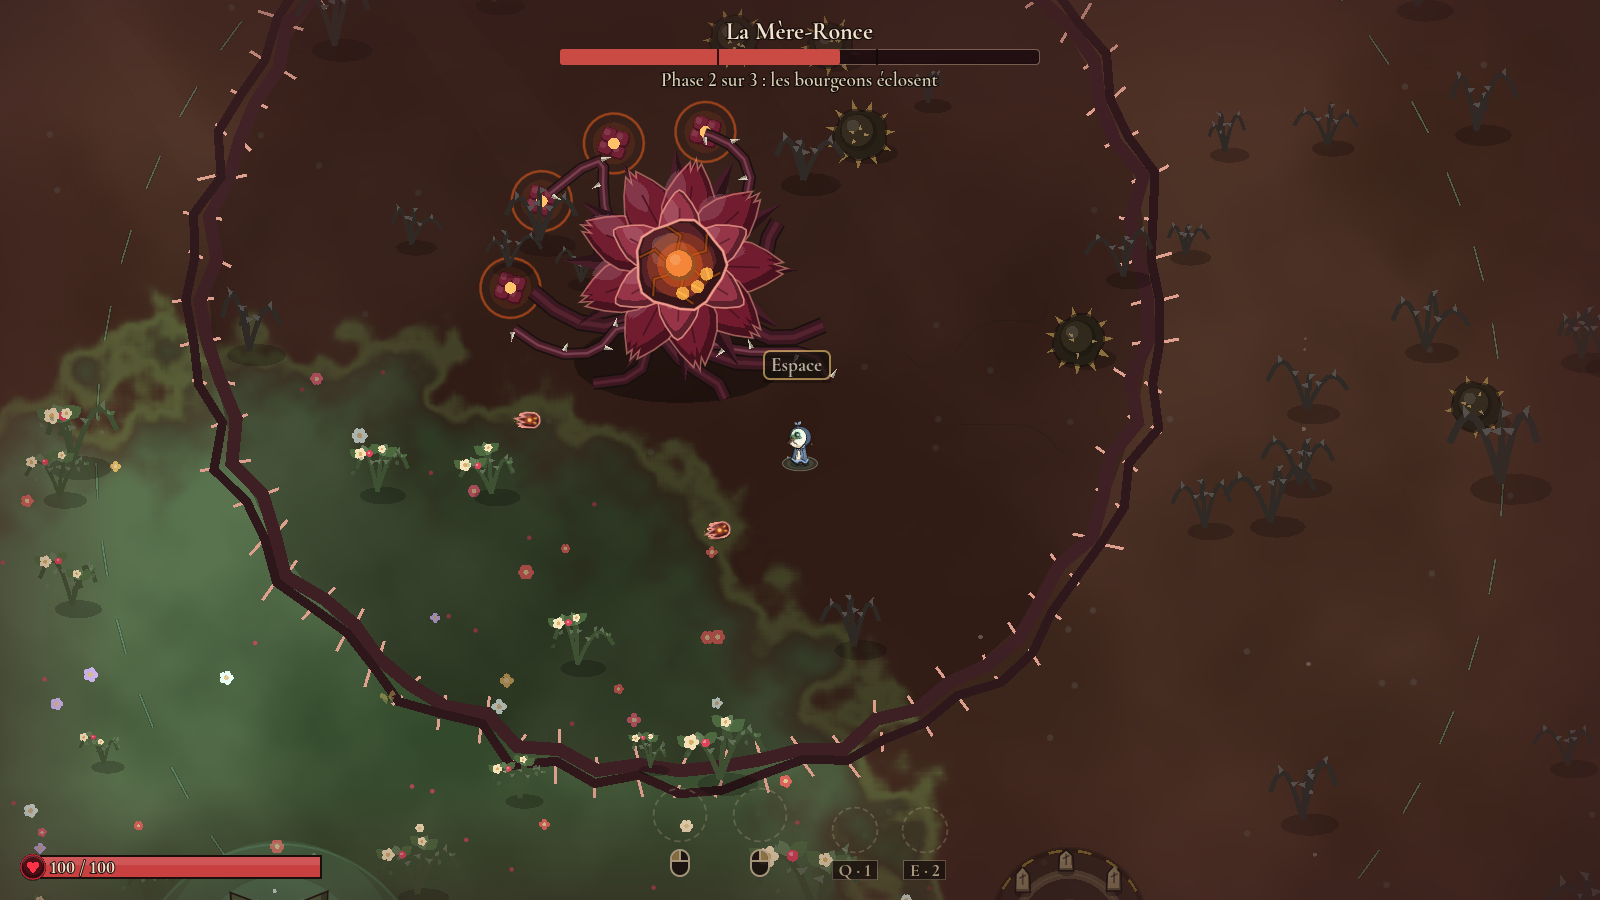 La Mère-Ronce
Phase 2 sur 3 : les bourgeons éclosent
Espace
100 / 100
Q · 1
E · 2